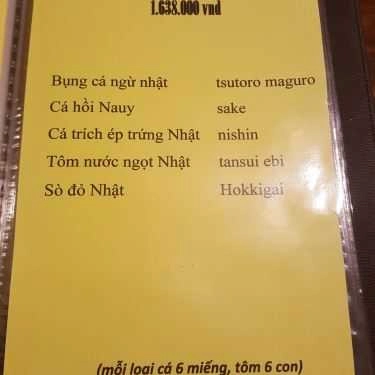 1.638.000 vnd
Bụng cá ngừ nhật tsutoro maguro
Cá hồi Nauy sake
Cá trích ép trứng Nhật nishin
Tôm nước ngọt Nhật tansui ebi
Sò đỏ Nhật Hokkigai
(mỗi loại cá 6 miếng, tôm 6 con)